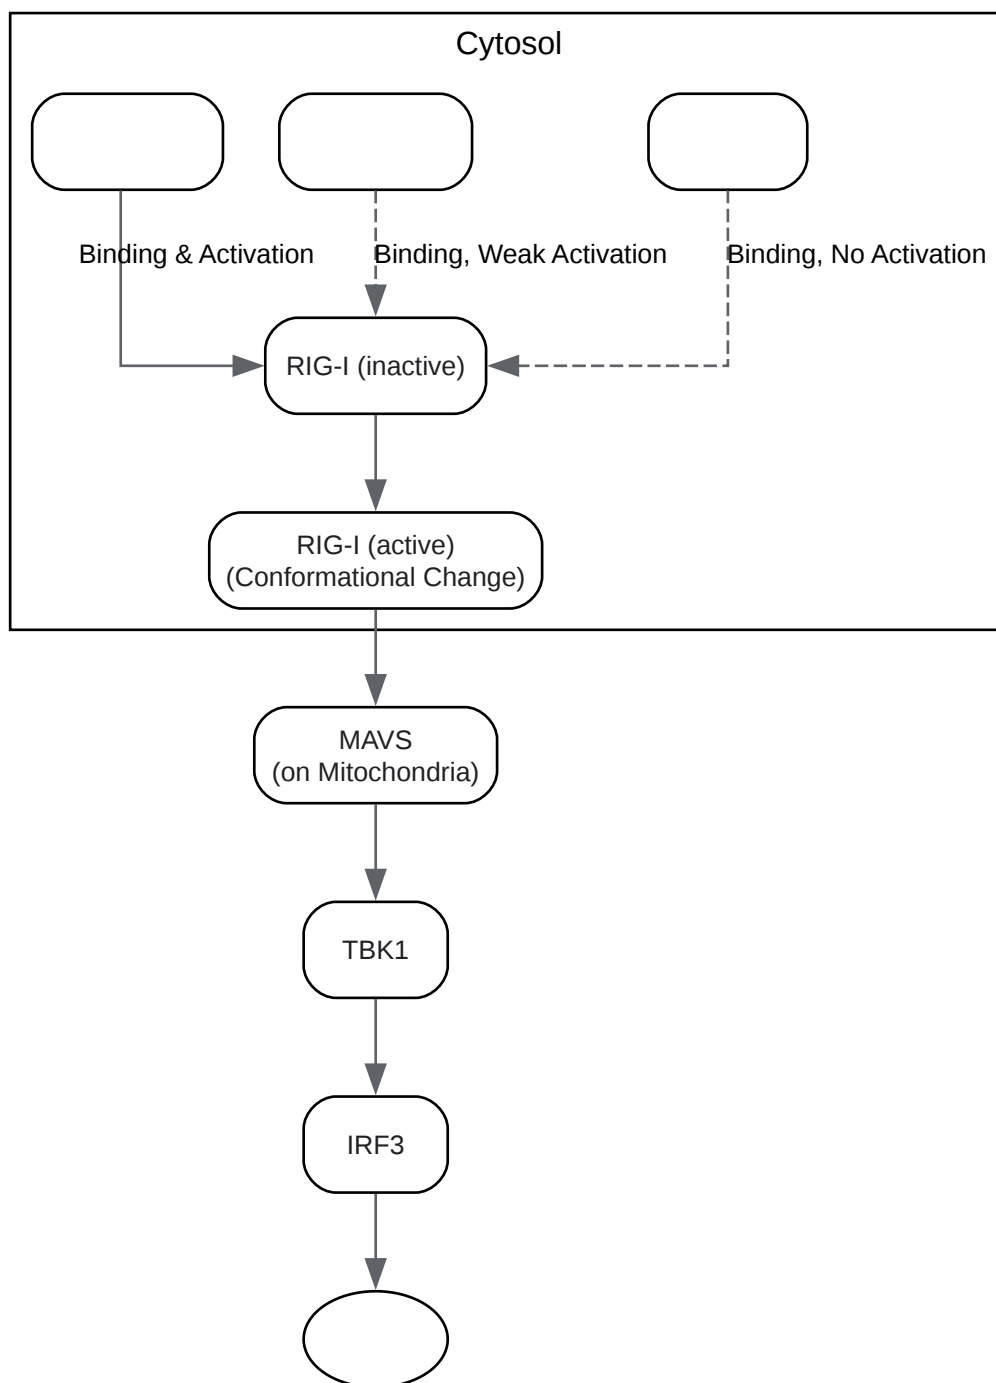 Cytosol
Binding & Activation
Binding, Weak Activation
Binding, No Activation
RIG-I (inactive)
RIG-I (active)
(Conformational Change)
MAVS
(on Mitochondria)
TBK1
IRF3